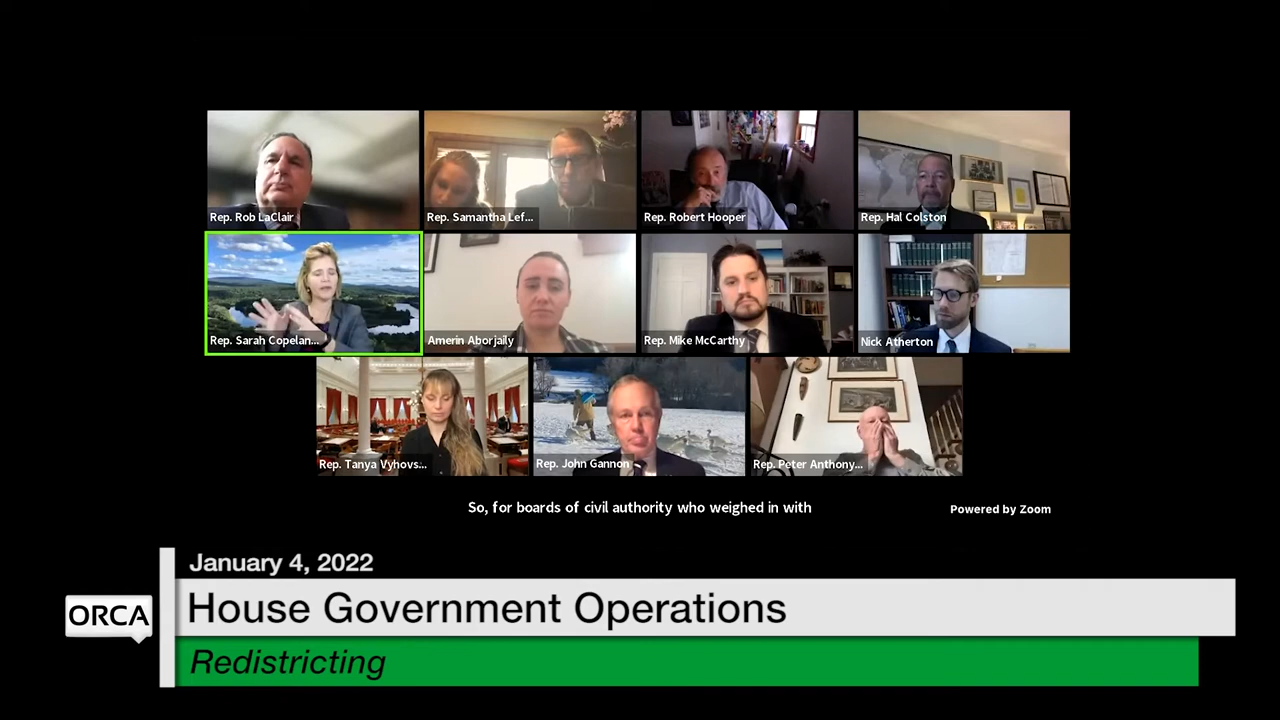 Rep. Rob LaClair
Rep. Samantha Lef...
Rep. Robert Hooper
Rep. Hal Colston
Rep. Sarah Copelan...
Amerin Aborjaily
Rep. Mike McCarthy
Nick Atherton
Rep. Tanya Vyhovs...
Rep. John Gannon
Rep. Peter Anthony...
So, for boards of civil authority who weighed in with
Powered by Zoom
January 4, 2022
ORCA
House Government Operations
Redistricting